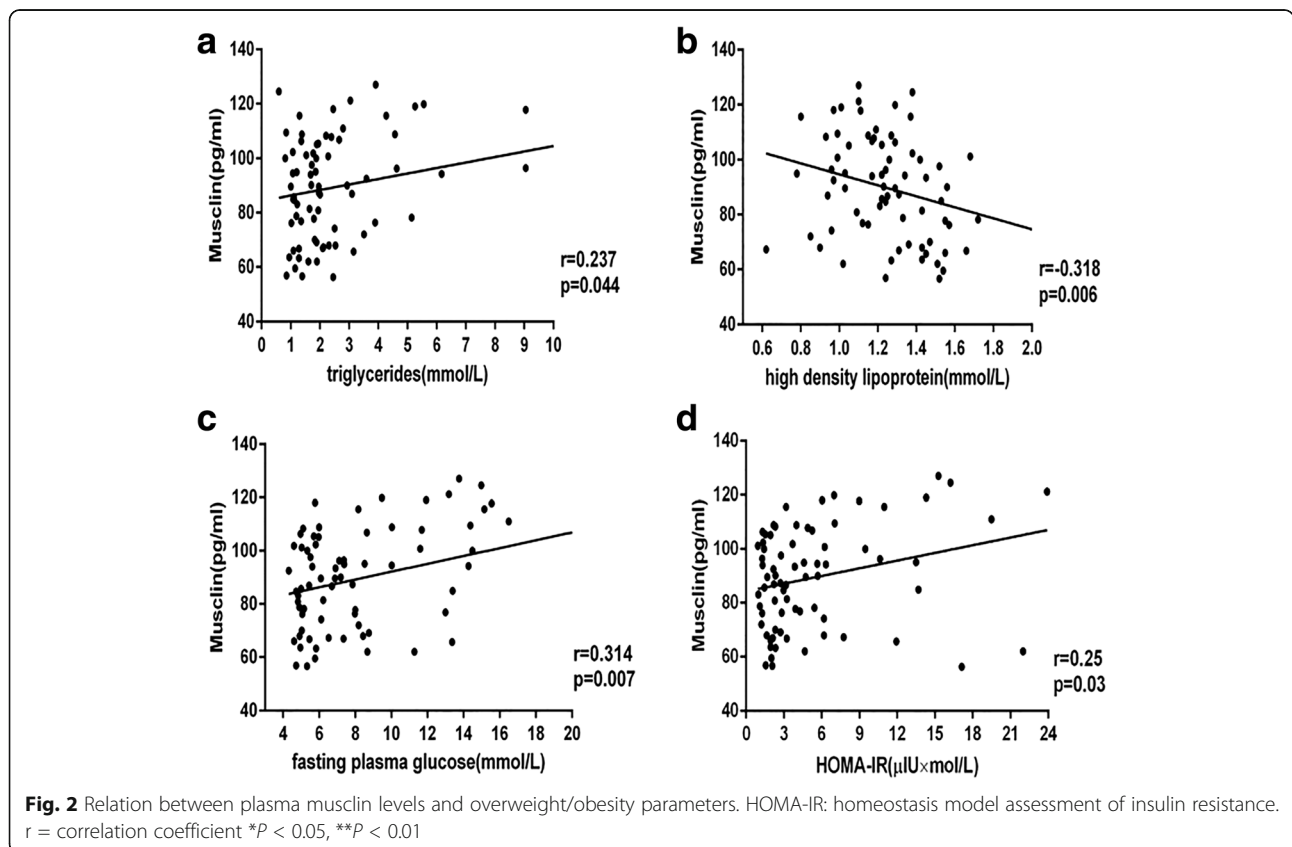 a
140
120
100
80
60
40
Musclin(pg/ml)
0 1 2 3 4 5 6 7 8 9 10
triglycerides(mmol/L)
r=0.237
p=0.044
b
140
120
100
80
60
40
Musclin(pg/ml)
0.6 0.8 1.0 1.2 1.4 1.6 1.8 2.0
high density lipoprotein(mmol/L)
r=-0.318
p=0.006
c
140
120
100
80
60
40
Musclin(pg/ml)
4 6 8 10 12 14 16 18 20
fasting plasma glucose(mmol/L)
r=0.314
p=0.007
d
140
120
100
80
60
40
Musclin(pg/ml)
0 3 6 9 12 15 18 21 24
HOMA-IR(μIU×mol/L)
r=0.25
p=0.03
Fig. 2 Relation between plasma musclin levels and overweight/obesity parameters. HOMA-IR: homeostasis model assessment of insulin resistance.
r = correlation coefficient *P < 0.05, **P < 0.01